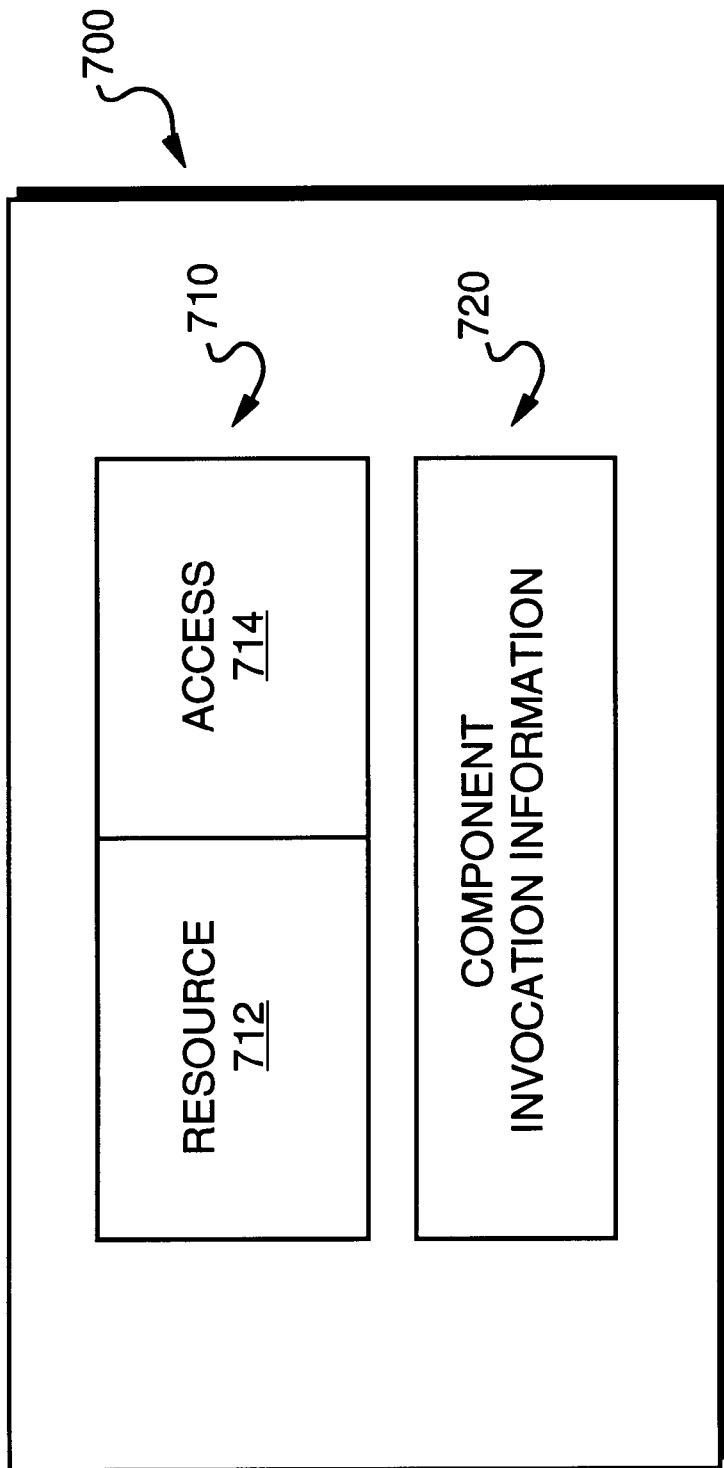 700
710
RESOURCE
712
ACCESS
714
720
COMPONENT
INVOCATION INFORMATION